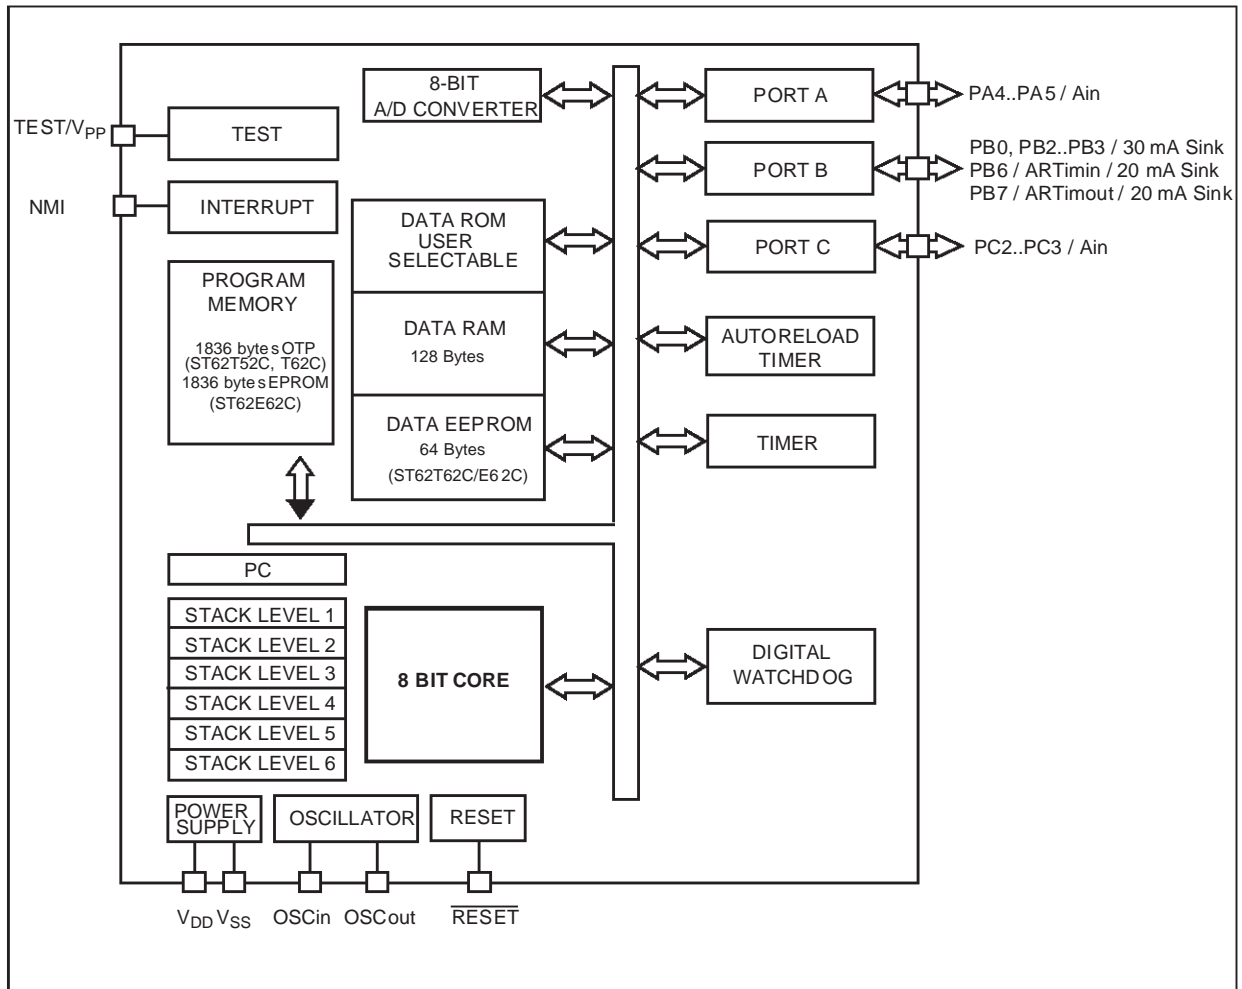 8-BIT
A/D CONVERTER
PORT A
PA4..PA5 / Ain
TEST/VPP
TEST
PORT B
PB0, PB2..PB3 / 30 mA Sink
PB6 / ARTimin / 20 mA Sink
PB7 / ARTimout / 20 mA Sink
NMI
INTERRUPT
DATA ROM
USER
SELECTABLE
PORT C
PC2..PC3 / Ain
PROGRAM
MEMORY
1836 bytes OTP
(ST62T52C, T62C)
1836 bytes EPROM
(ST62E62C)
DATA RAM
128 Bytes
AUTORELOAD
TIMER
DATA EEPROM
64 Bytes
(ST62T62C/E62C)
TIMER
PC
STACK LEVEL 1
STACK LEVEL 2
STACK LEVEL 3
STACK LEVEL 4
STACK LEVEL 5
STACK LEVEL 6
8 BIT CORE
DIGITAL
WATCHDOG
POWER
SUPPLY
OSCILLATOR
RESET
VDD VSS
OSCin
OSCout
RESET